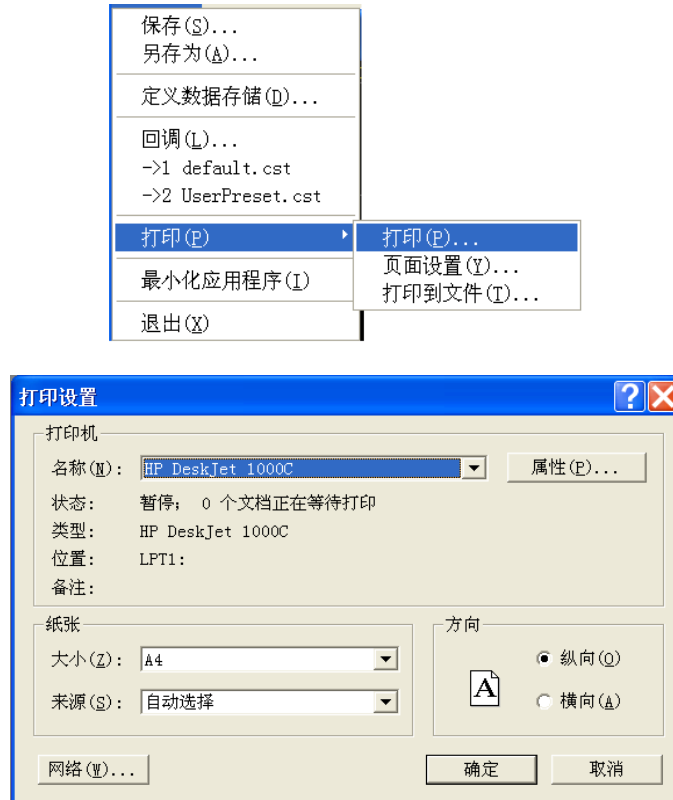 保存(S)...
另存为(A)...
定义数据存储(D)...
回调(L)...
->1 default.cst
->2 UserPreset.cst
打印(P)
打印(P)...
页面设置(Y)...
打印到文件(T)...
最小化应用程序(I)
退出(X)
打印设置
打印机
名称(N): HP DeskJet 1000C 属性(P)...
状态: 暂停; 0 个文档正在等待打印
类型: HP DeskJet 1000C
位置: LPT1:
备注:
纸张
大小(Z): A4
来源(S): 自动选择
方向
A
纵向(O)
横向(A)
网络(W)... 确定 取消